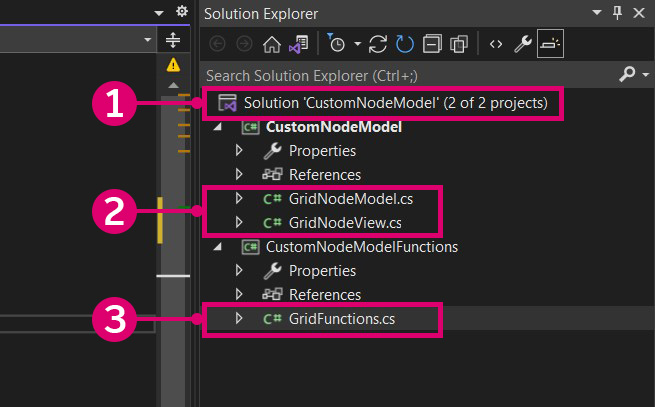 Solution Explorer
Search Solution Explorer (Ctrl+;)
1
Solution 'CustomNodeModel' (2 of 2 projects)
C# CustomNodeModel
Properties
References
2
C# GridNodeModel.cs
C# GridNodeView.cs
C# CustomNodeModelFunctions
Properties
References
3
C# GridFunctions.cs